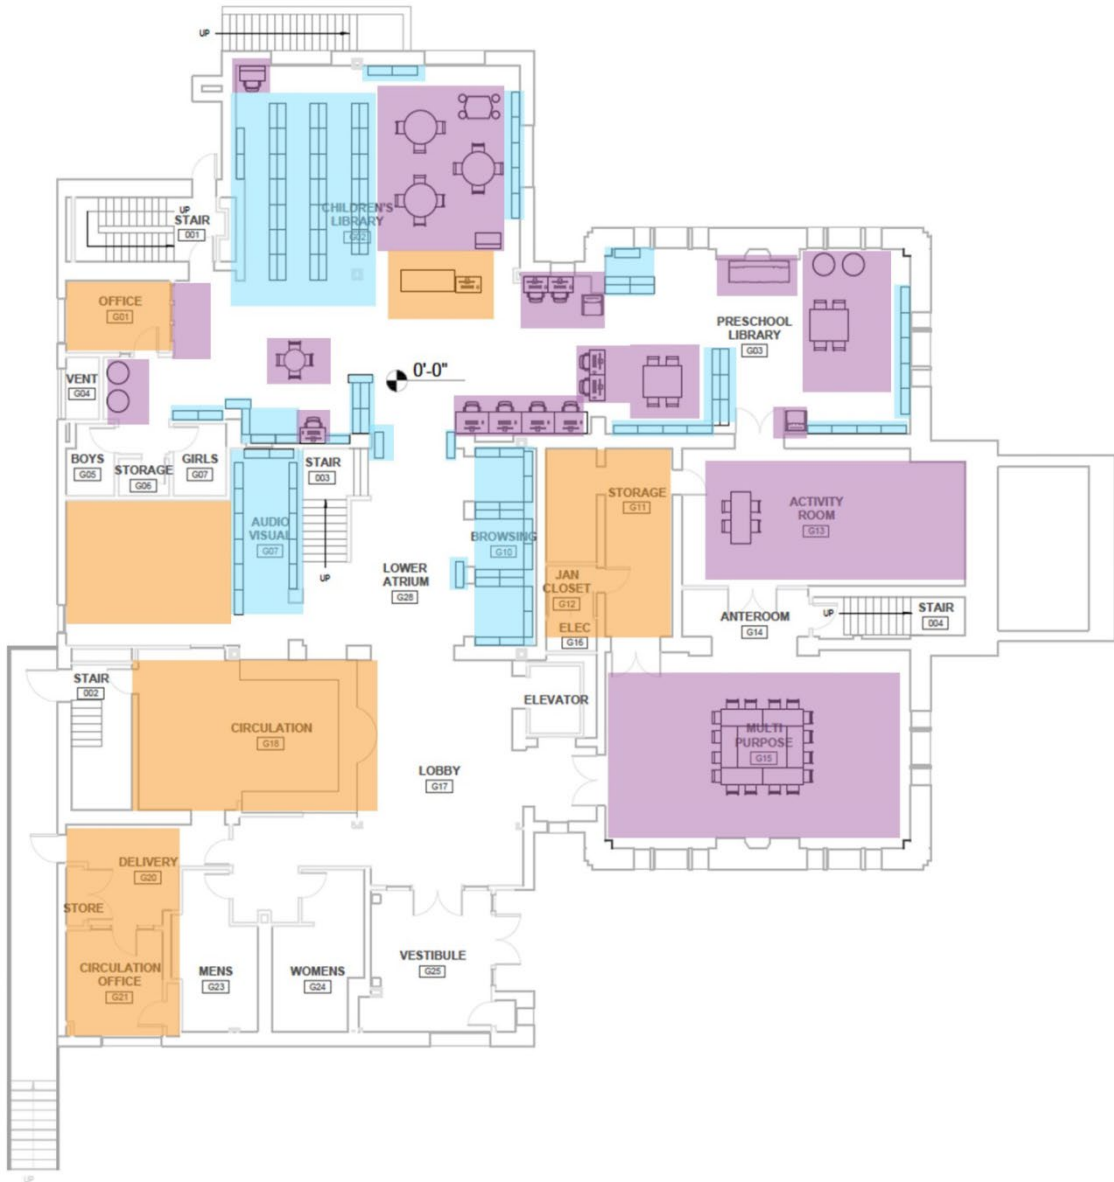 UP
UP
STAIR
001
CHILDREN'S
LIBRARY
G02
OFFICE
G01
PRESCHOOL
LIBRARY
G03
VENT
G04
0'-0"
BOYS
G05
STORAGE
G06
GIRLS
G07
STAIR
003
AUDIO
VISUAL
G07
UP
BROWSING
G10
STORAGE
G11
ACTIVITY
ROOM
G13
LOWER
ATRIUM
G28
JAN
CLOSET
G12
ELEC
G16
ANTEROOM
G14
UP
STAIR
004
STAIR
002
ELEVATOR
CIRCULATION
G18
MULTI
PURPOSE
G15
LOBBY
G17
DELIVERY
G20
STORE
CIRCULATION
OFFICE
G21
MENS
G23
WOMENS
G24
VESTIBULE
G25
UP